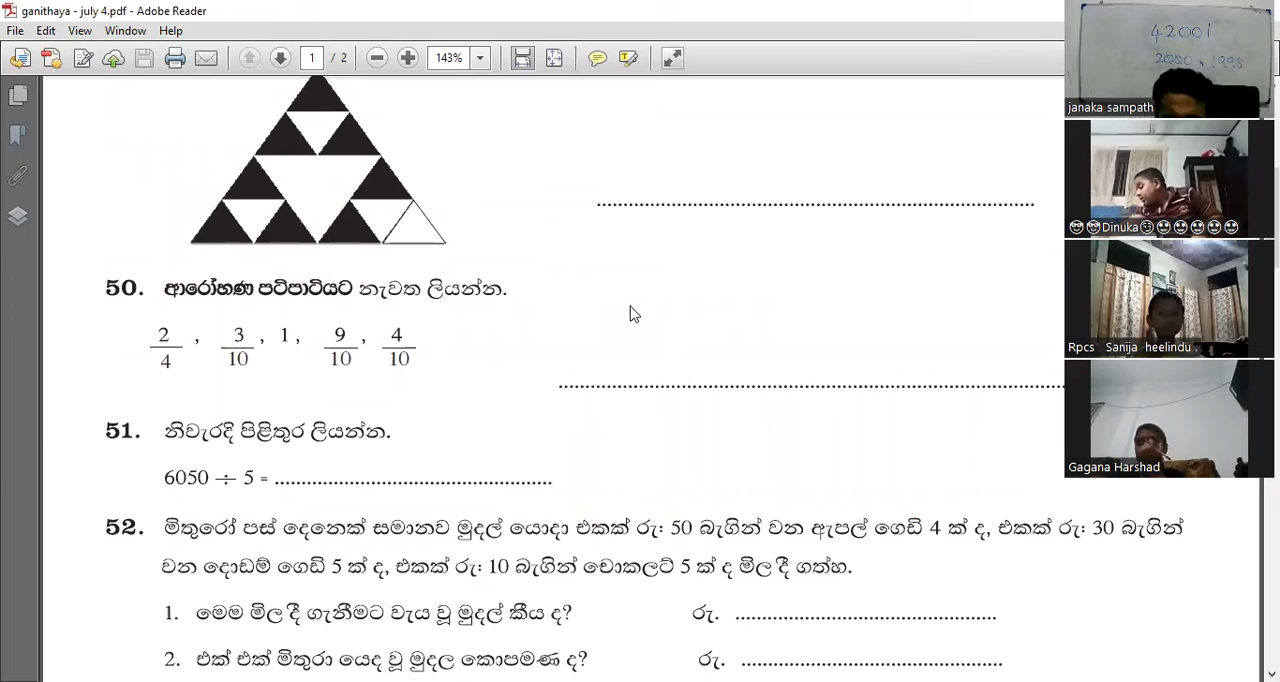 ganithaya - july 4.pdf - Adobe Reader
File Edit View Window Help
1 / 2 143%
50. ආරෝහණ පටිපාටියට නැවත ලියන්න.
2/4 , 3/10 , 1 , 9/10 , 4/10
51. නිවැරදි පිළිතුර ලියන්න.
6050 ÷ 5 = ......................................................
52. මිතුරෝ පස් දෙනෙක් සමානව මුදල් යොදා එකක් රු: 50 බැගින් වන ඇපල් ගෙඩි 4 ක් ද, එකක් රු: 30 බැගින්
වන දොඩම් ගෙඩි 5 ක් ද, එකක් රු: 10 බැගින් චොකලට් 5 ක් ද මිල දී ගත්හ.
1. මෙම මිල දී ගැනීමට වැය වූ මුදල් කීය ද? රු. ...................................................
2. එක් එක් මිතුරා යෙද වූ මුදල කොපමණ ද? රු. ...................................................
42001
2000, 1998
janaka sampath
Dinuka
Rpcs Sanija heelindu .
Gagana Harshad